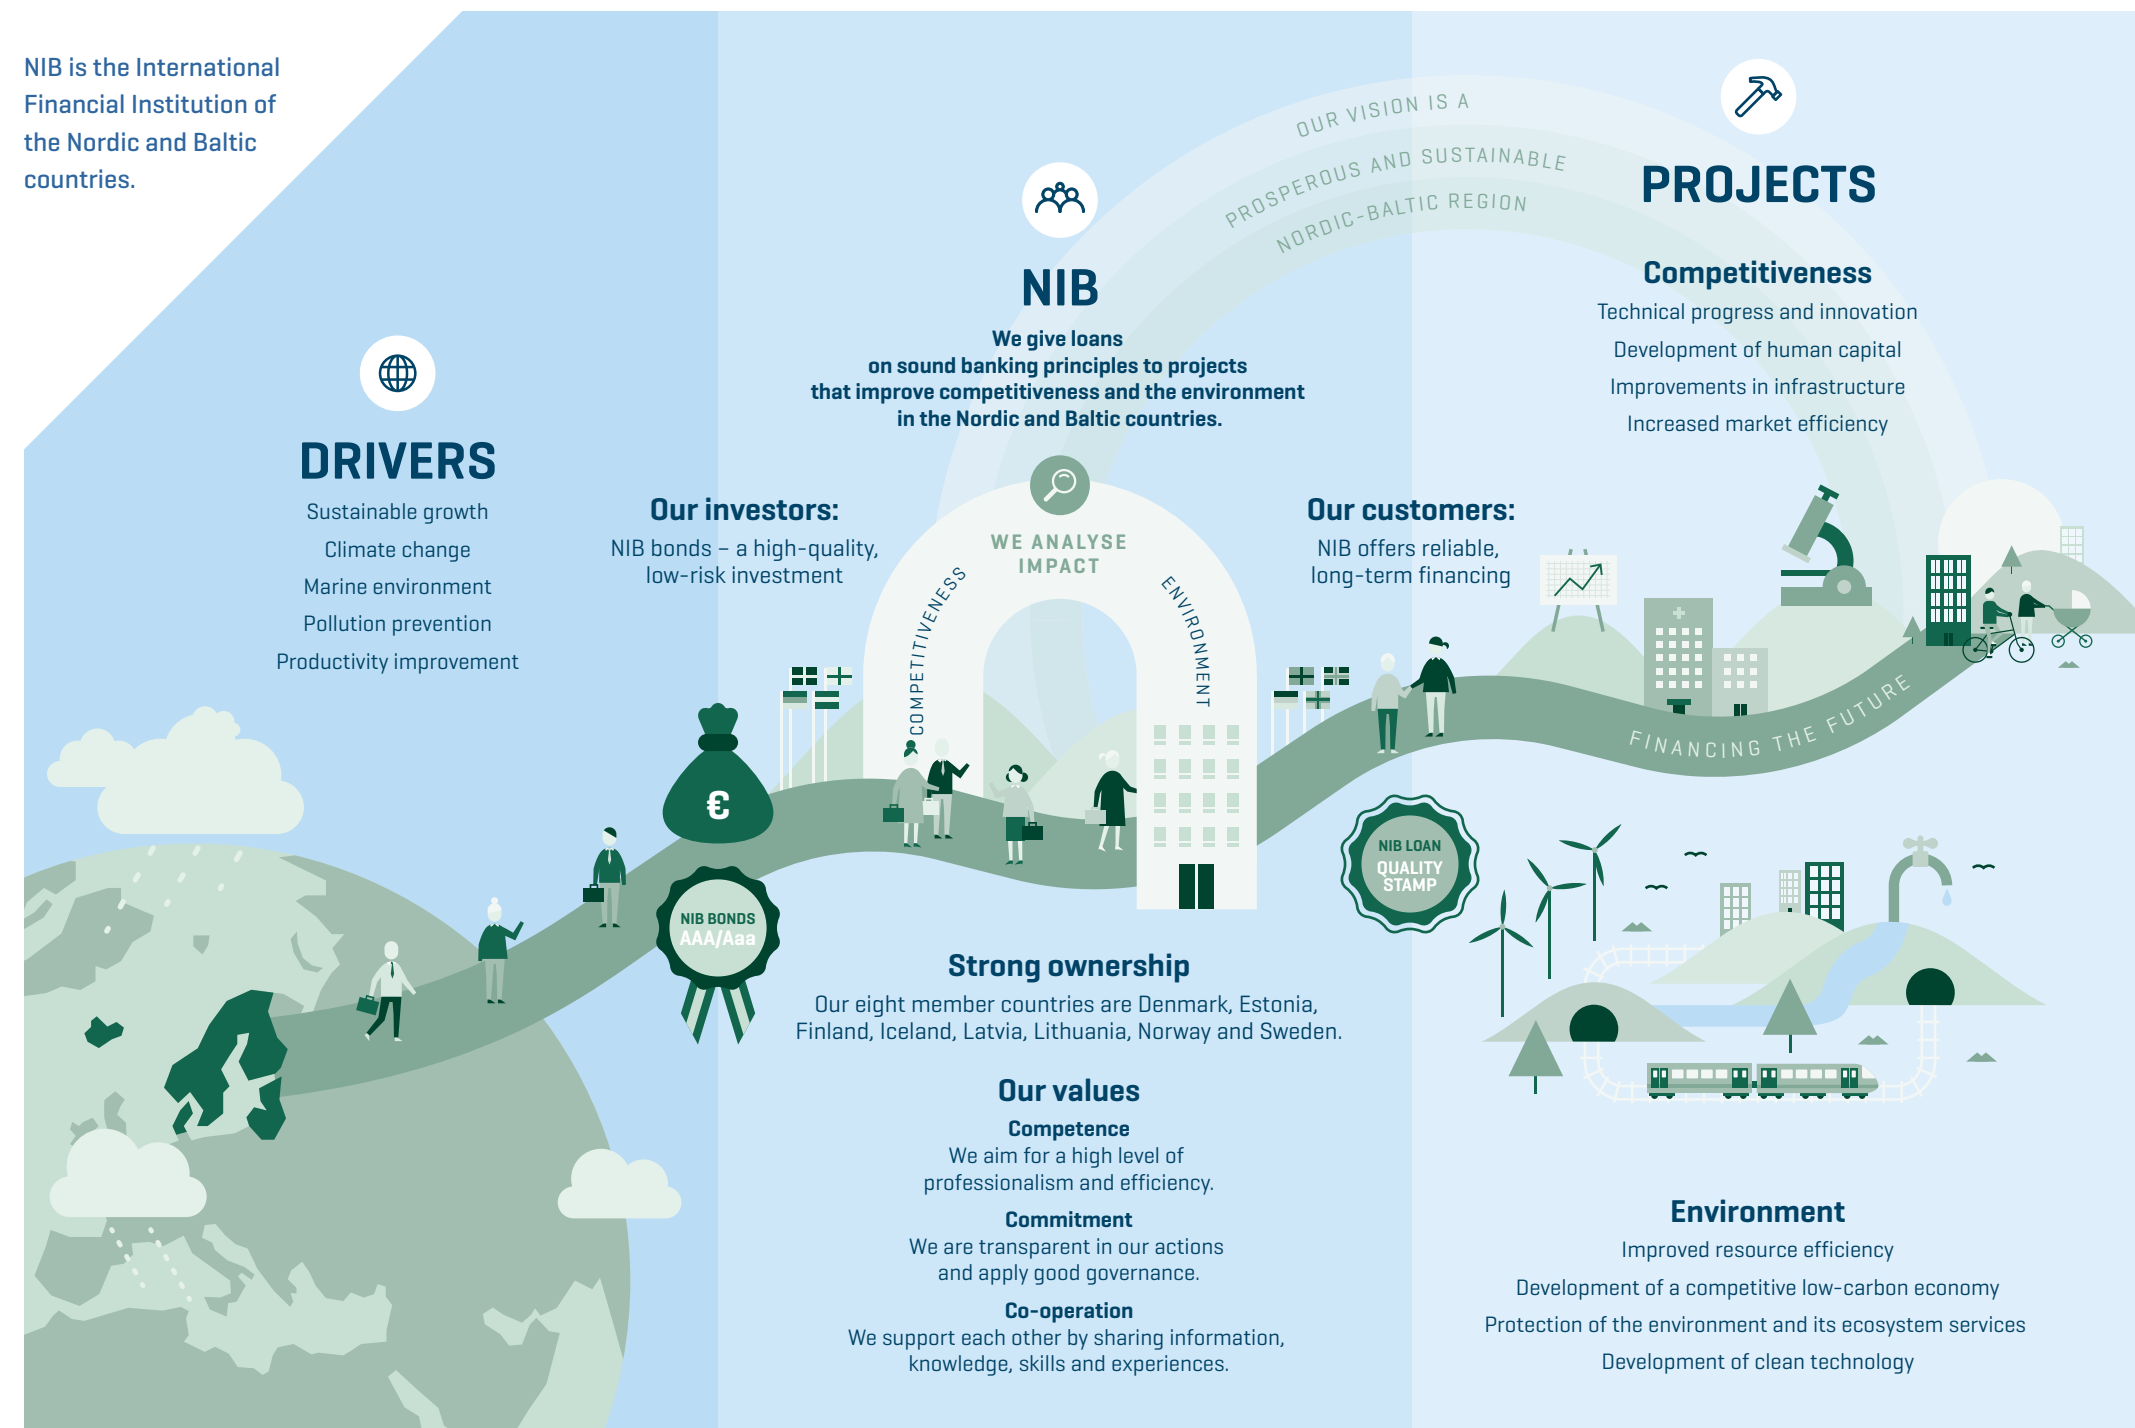 NIB is the International
Financial Institution of
the Nordic and Baltic
countries.
DRIVERS
Sustainable growth
Climate change
Marine environment
Pollution prevention
Productivity improvement
NIB
We give loans
on sound banking principles to projects
that improve competitiveness and the environment
in the Nordic and Baltic countries.
OUR VISION IS A
PROSPEROUS AND SUSTAINABLE
NORDIC-BALTIC REGION
PROJECTS
Competitiveness
Technical progress and innovation
Development of human capital
Improvements in infrastructure
Increased market efficiency
Our investors:
NIB bonds – a high-quality,
low-risk investment
WE ANALYSE
IMPACT
COMPETITIVENESS
ENVIRONMENT
Our customers:
NIB offers reliable,
long-term financing
€
NIB BONDS
AAA/Aaa
FINANCING THE FUTURE
NIB LOAN
QUALITY
STAMP
Strong ownership
Our eight member countries are Denmark, Estonia,
Finland, Iceland, Latvia, Lithuania, Norway and Sweden.
Our values
Competence
We aim for a high level of
professionalism and efficiency.
Commitment
We are transparent in our actions
and apply good governance.
Co-operation
We support each other by sharing information,
knowledge, skills and experiences.
Environment
Improved resource efficiency
Development of a competitive low-carbon economy
Protection of the environment and its ecosystem services
Development of clean technology